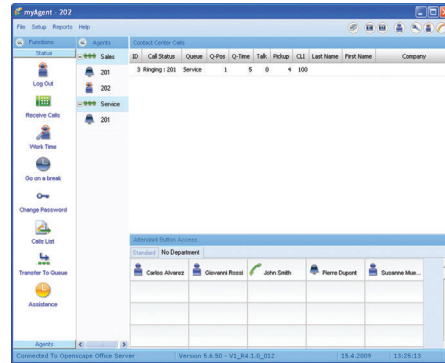 myAgent - 202
File Setup Reports Help
Functions
Agents
Contact Center Calls
Status
Sales
ID Call Status Queue Q-Pos Q-Time Talk Pickup CLI Last Name First Name Company
201
3 Ringing : 201 Service 1 5 0 4 100
Log Out
202
Service
Receive Calls
201
Work Time
Go on a break
Change Password
Calls List
Attendant Button Access
Standard No Department
Transfer To Queue
Carlos Alvarez Giovanni Rossi John Smith Pierre Dupont Susanne Mue...
Assistance
Agents
Connected To Openscape Office Server Version 5.6.50 - V1_R4.1.0_012 15.4.2009 13:25:13